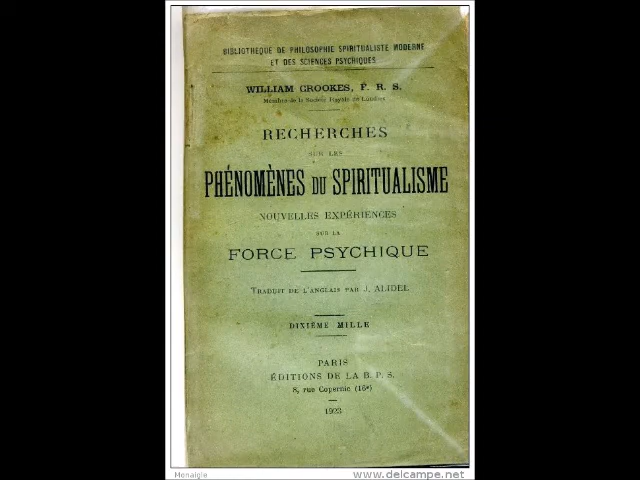 BIBLIOTHÈQUE DE PHILOSOPHIE SPIRITUALISTE MODERNE
ET DES SCIENCES PSYCHIQUES
WILLIAM CROOKES, F. R. S.
Membre de la Société Royale de Londres
RECHERCHES
SUR LES
PHÉNOMÈNES DU SPIRITUALISME
NOUVELLES EXPÉRIENCES
SUR LA
FORCE PSYCHIQUE
TRADUIT DE L'ANGLAIS PAR J. ALIDEL
DIXIÈME MILLE
PARIS
ÉDITIONS DE LA B. P. S.
8, rue Copernic (16e)
1923
Monaigle
www.delcampe.net